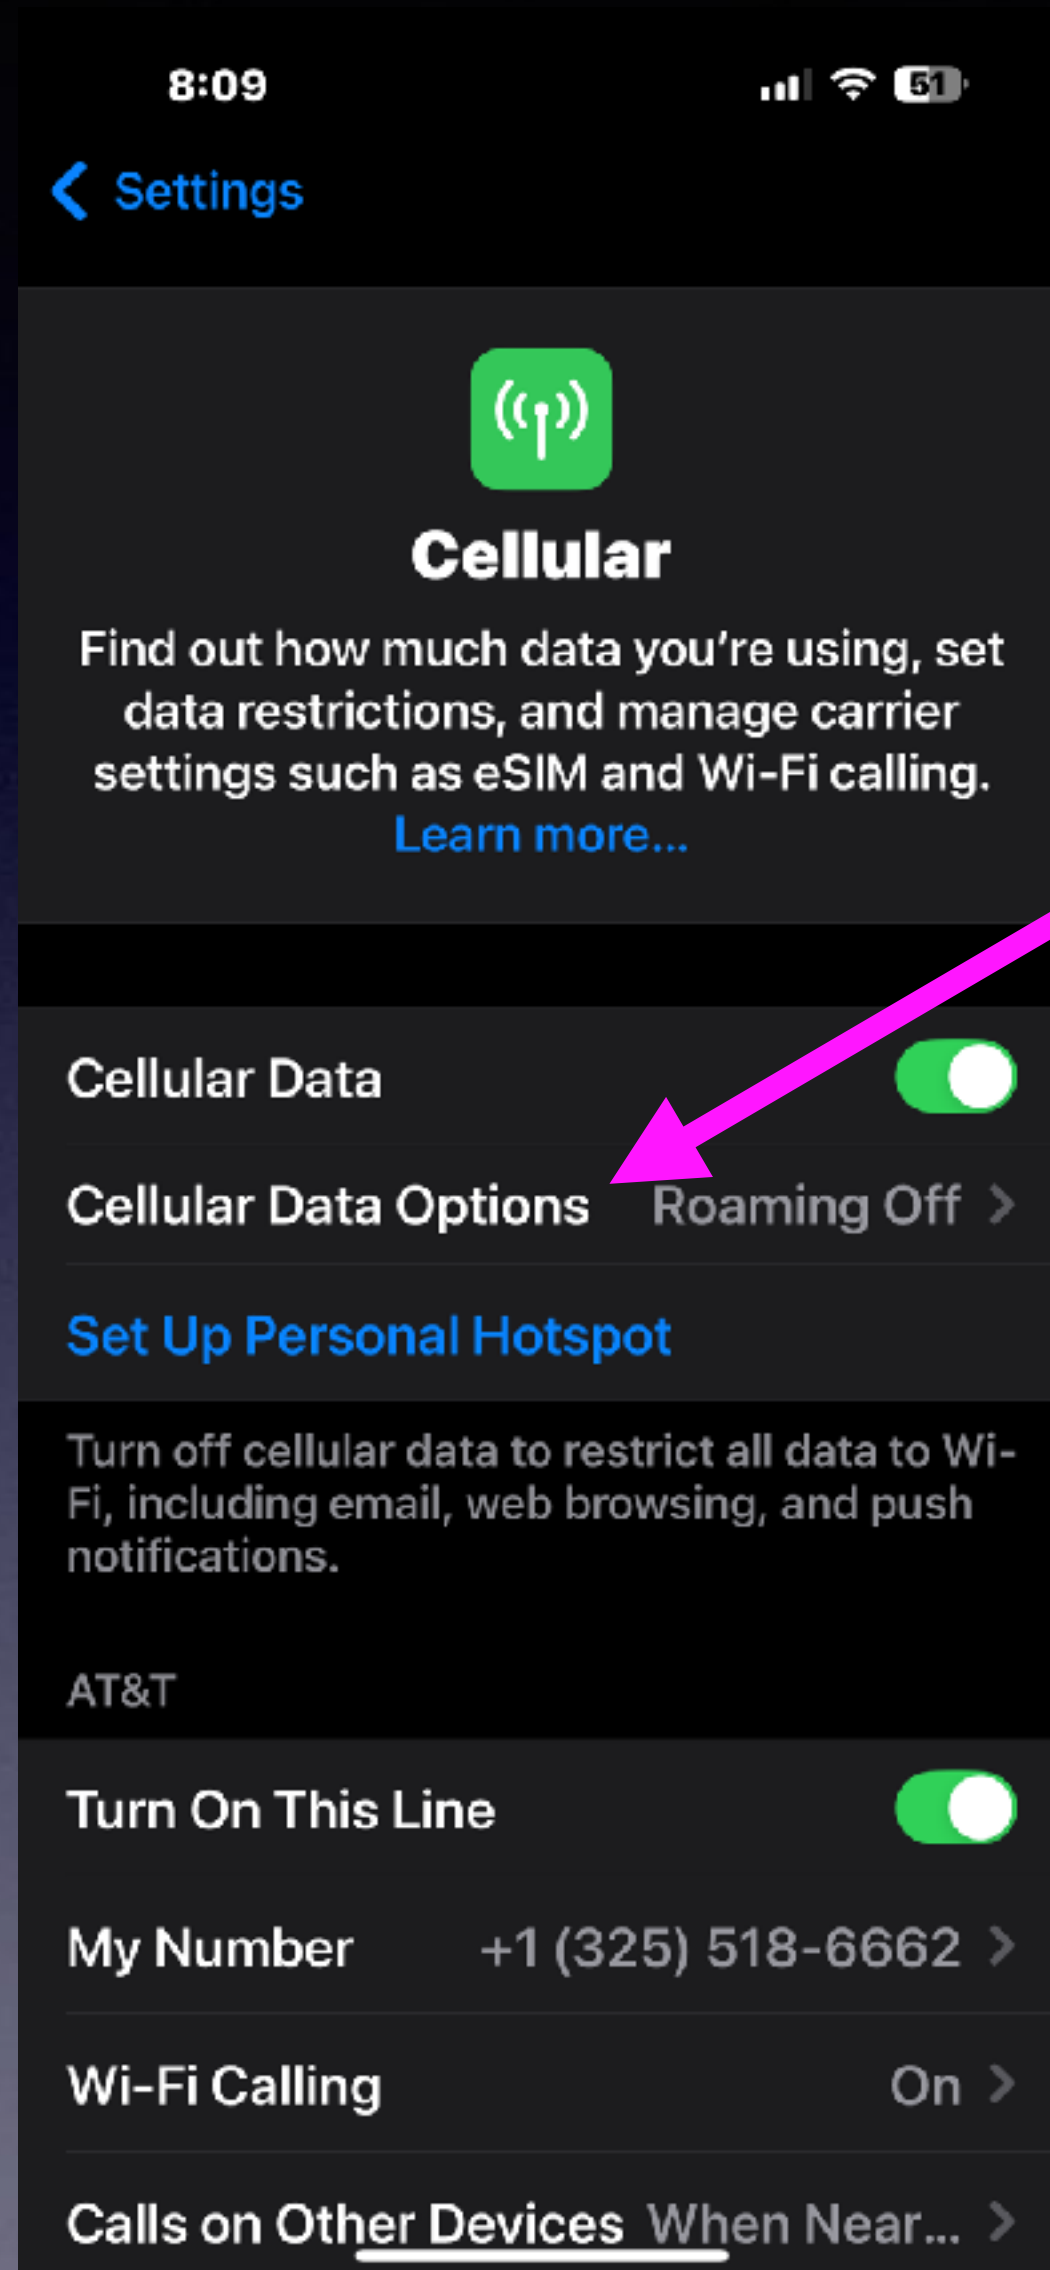 8:09
51
Settings
Cellular
Find out how much data you're using, set
data restrictions, and manage carrier
settings such as eSIM and Wi-Fi calling.
Learn more...
Cellular Data
Cellular Data Options Roaming Off
Set Up Personal Hotspot
Turn off cellular data to restrict all data to Wi-
Fi, including email, web browsing, and push
notifications.
AT&T
Turn On This Line
My Number +1 (325) 518-6662
Wi-Fi Calling On
Calls on Other Devices When Near...